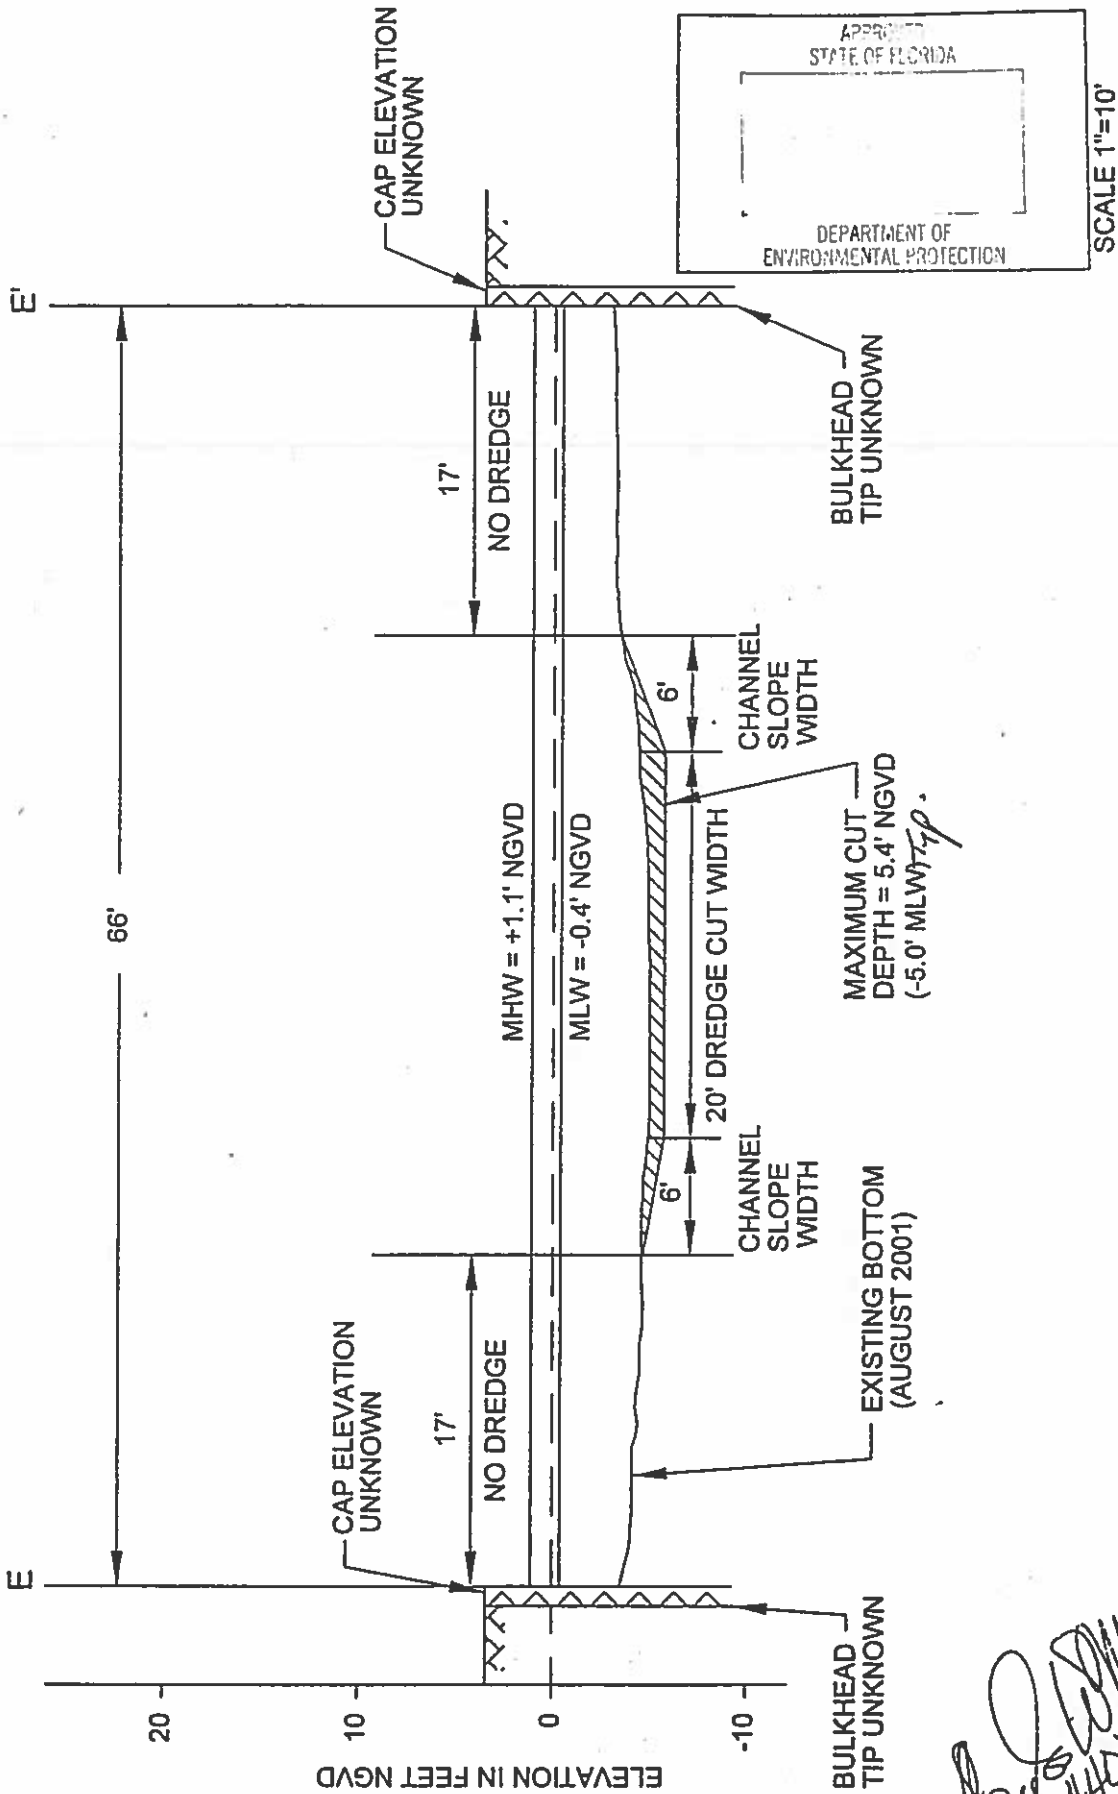 E
E'
66'
CAP ELEVATION
UNKNOWN
CAP ELEVATION
UNKNOWN
17'
NO DREDGE
17'
NO DREDGE
MHW = +1.1' NGVD
MLW = -0.4' NGVD
20
10
0
-10
ELEVATION IN FEET NGVD
6'
CHANNEL
SLOPE
WIDTH
20' DREDGE CUT WIDTH
6'
CHANNEL
SLOPE
WIDTH
BULKHEAD
TIP UNKNOWN
EXISTING BOTTOM
(AUGUST 2001)
MAXIMUM CUT
DEPTH = 5.4' NGVD
(-5.0' MLW) Typ.
BULKHEAD
TIP UNKNOWN
APPROVED
STATE OF FLORIDA
DEPARTMENT OF
ENVIRONMENTAL PROTECTION
SCALE 1"=10'